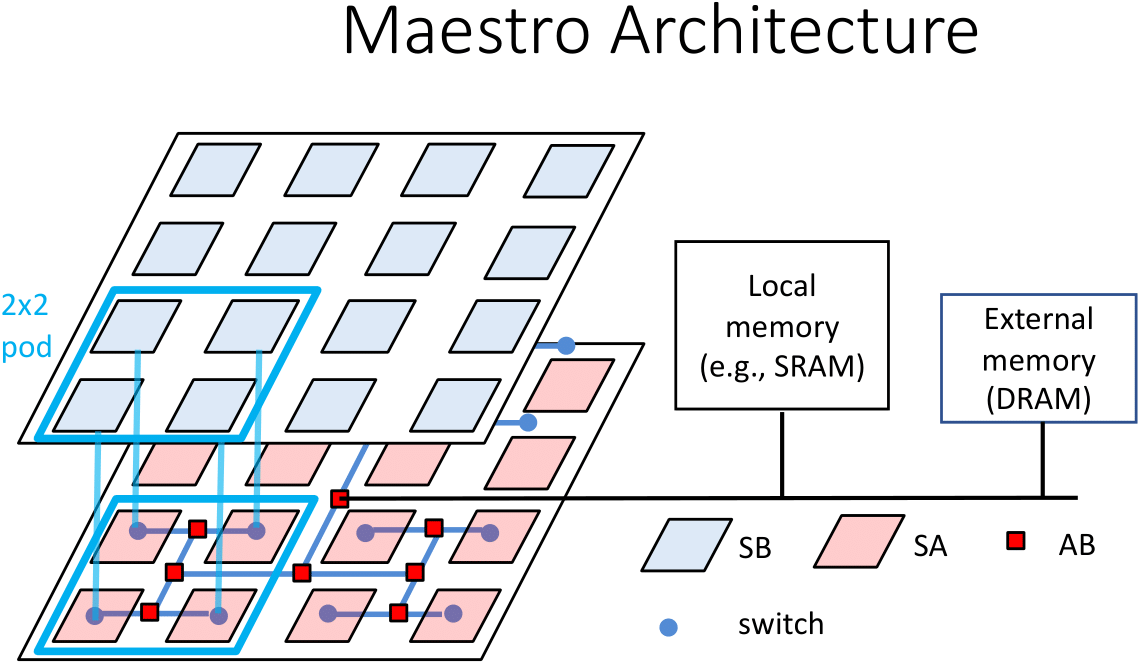 Maestro Architecture
2x2
pod
Local
memory
(e.g., SRAM)
External
memory
(DRAM)
SB
SA
AB
switch